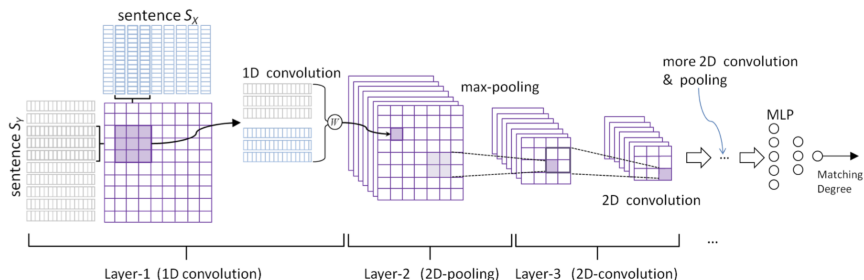 sentence S_X
sentence S_Y
1D convolution
W
max-pooling
2D convolution
more 2D convolution
& pooling
...
MLP
Matching
Degree
...
Layer-1 (1D convolution)
Layer-2 (2D-pooling)
Layer-3 (2D-convolution)